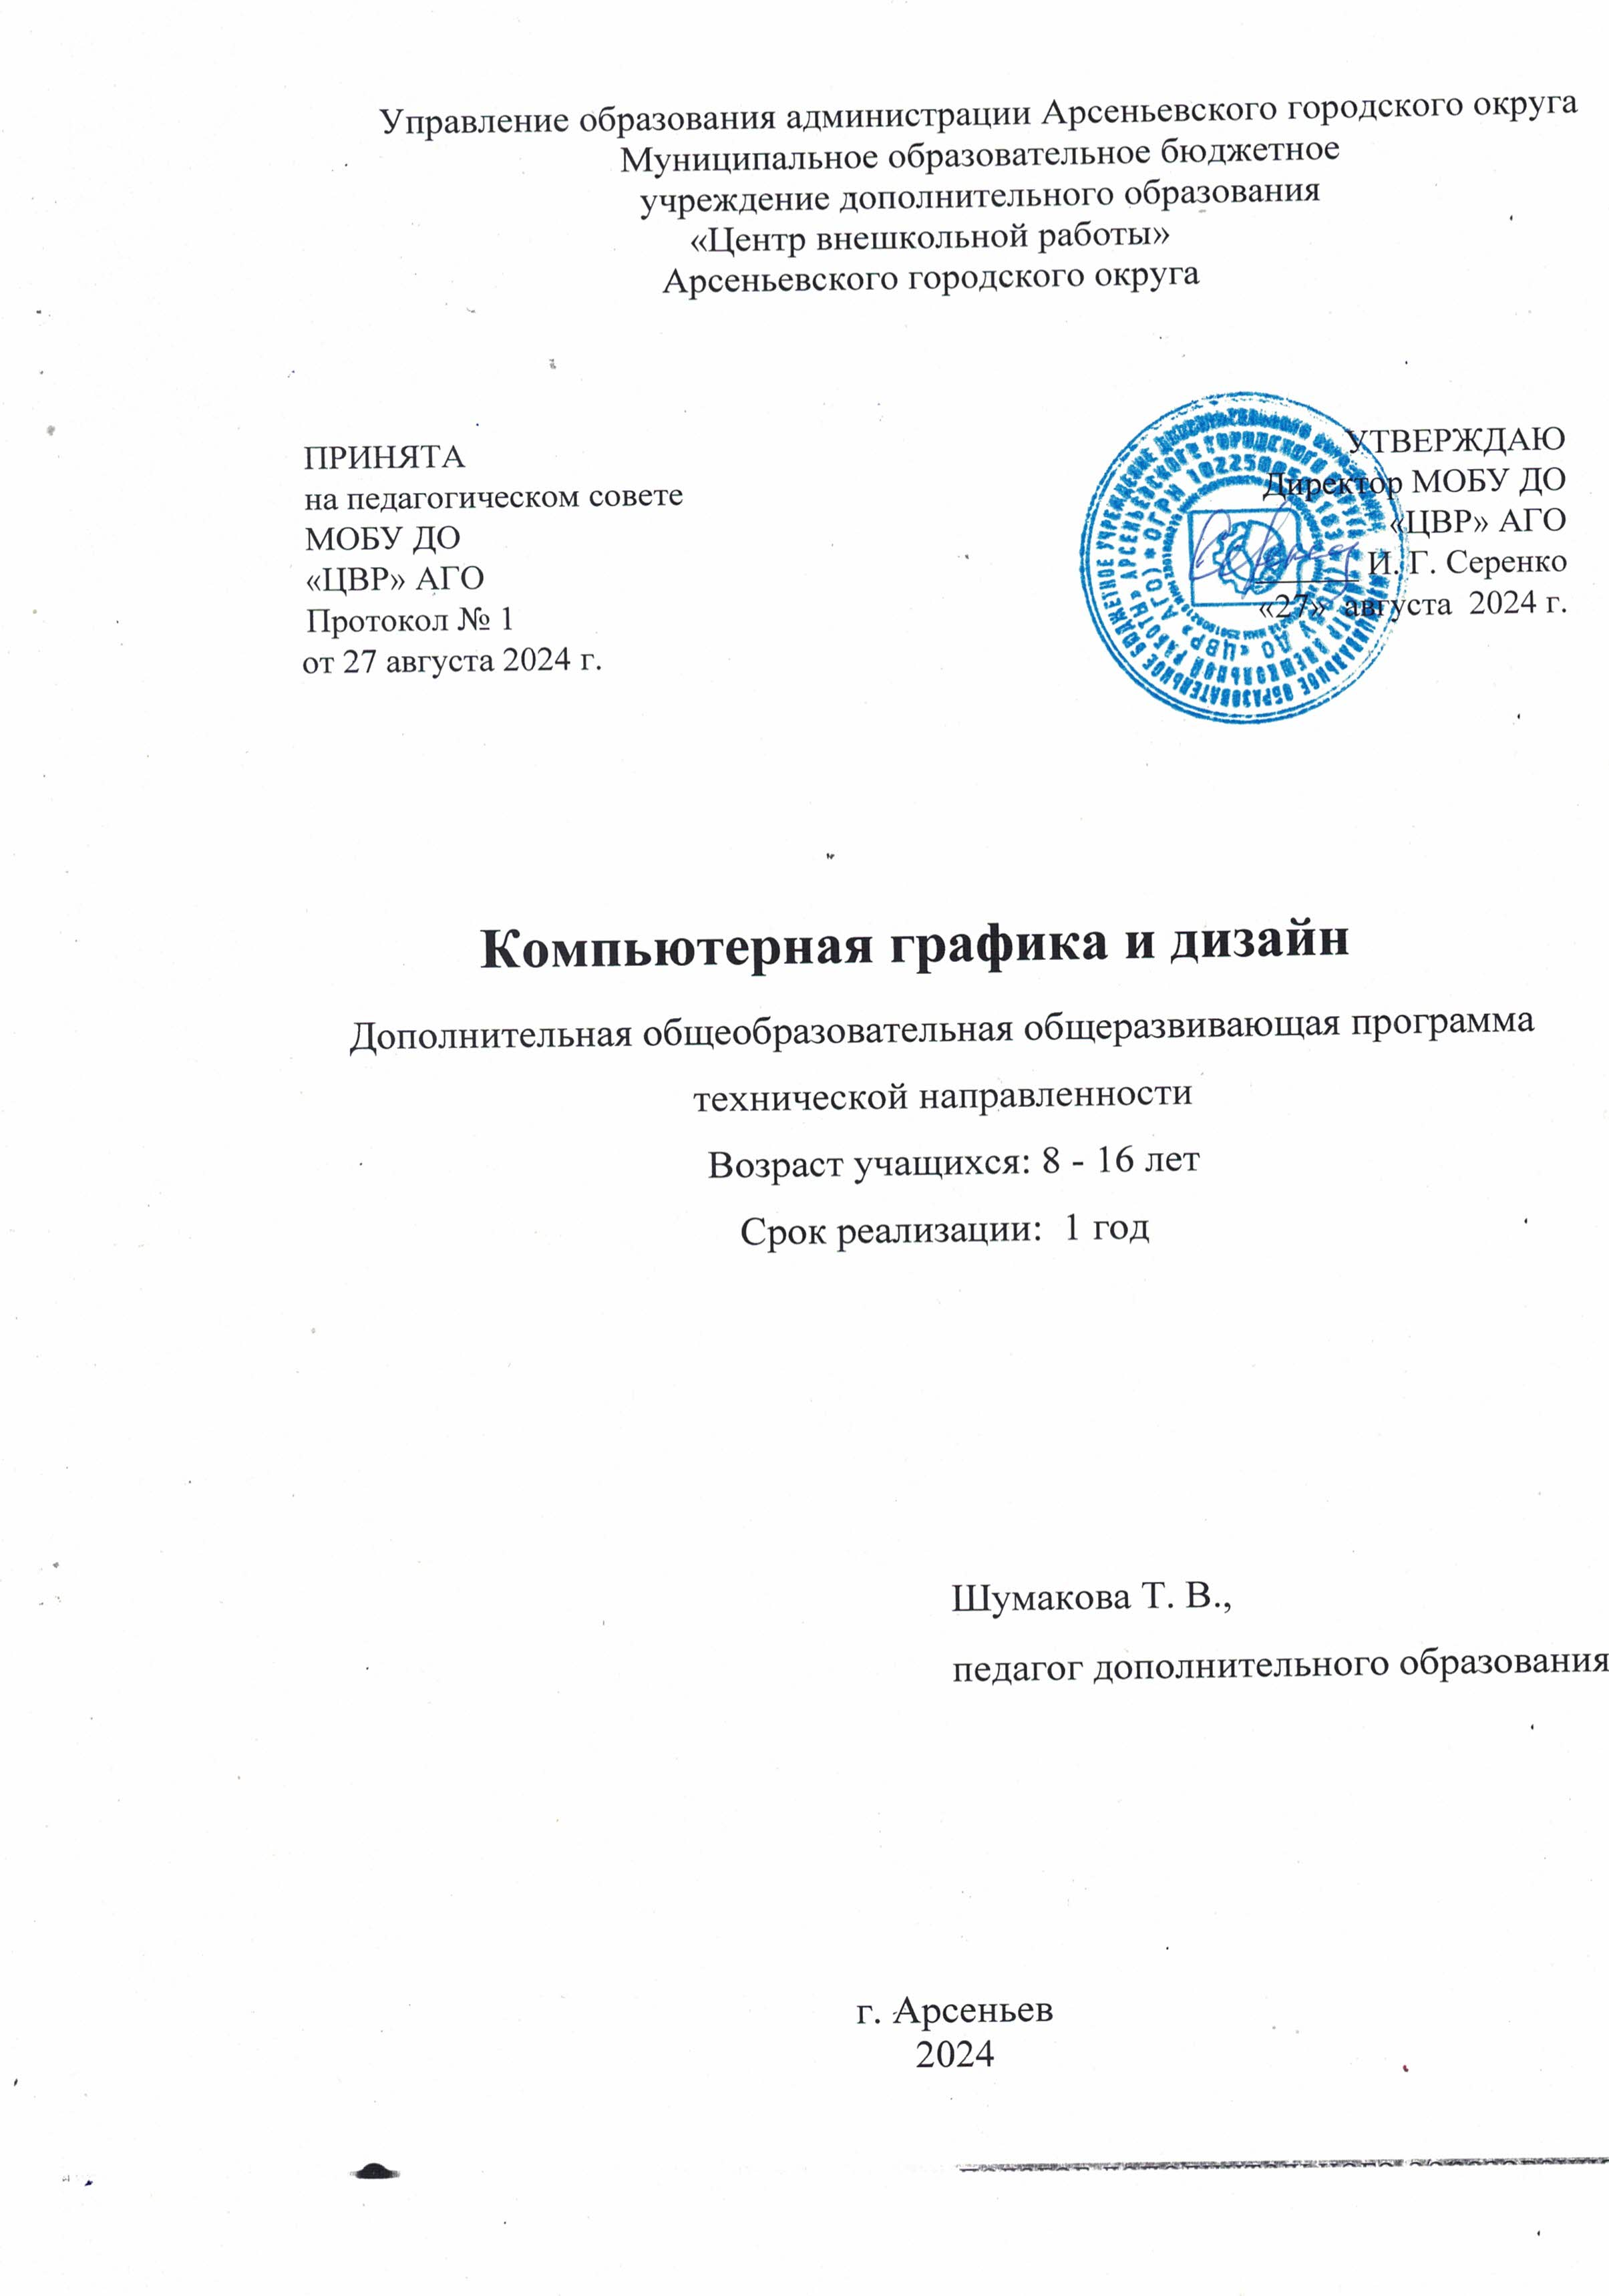 Управление образования администрации Арсеньевского городского округа
Муниципальное образовательное бюджетное
учреждение дополнительного образования
«Центр внешкольной работы»
Арсеньевского городского округа
ПРИНЯТА
на педагогическом совете
МОБУ ДО
«ЦВР» АГО
Протокол № 1
от 27 августа 2024 г.
УТВЕРЖДАЮ
Директор МОБУ ДО
«ЦВР» АГО
______ И. Г. Серенко
«27» августа 2024 г.
Компьютерная графика и дизайн
Дополнительная общеобразовательная общеразвивающая программа
технической направленности
Возраст учащихся: 8 - 16 лет
Срок реализации: 1 год
Шумакова Т. В.,
педагог дополнительного образования
г. Арсеньев
2024